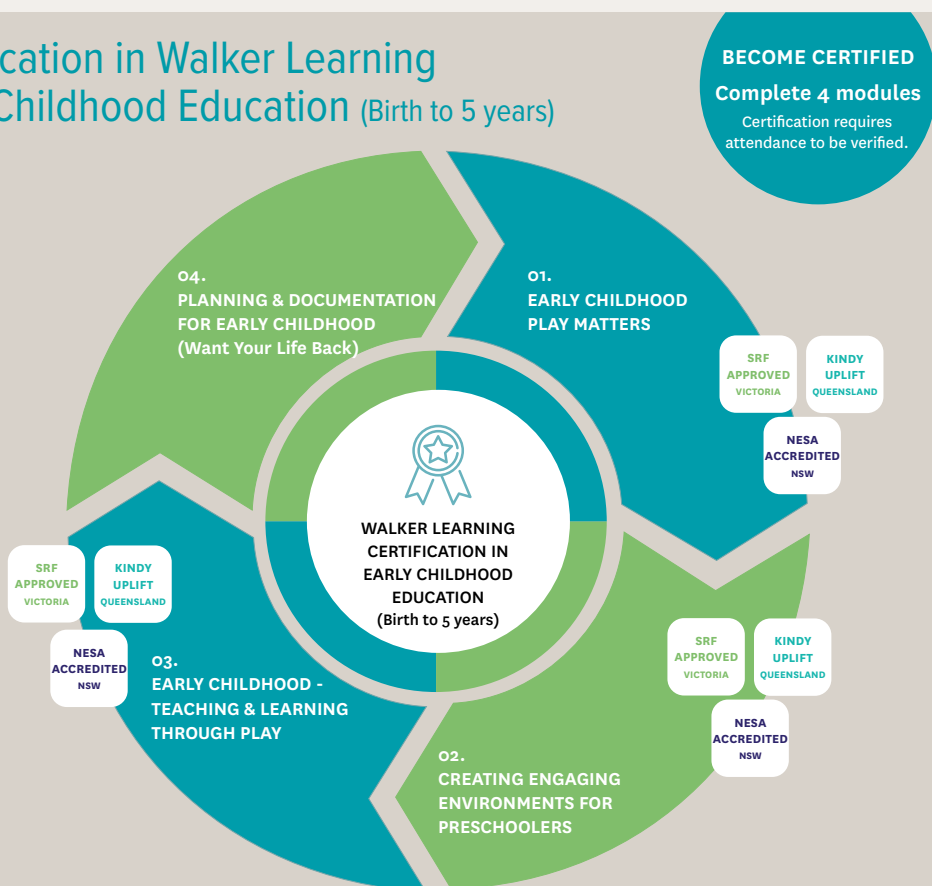 cation in Walker Learning
Childhood Education (Birth to 5 years)
BECOME CERTIFIED
Complete 4 modules
Certification requires
attendance to be verified.
01.
EARLY CHILDHOOD
PLAY MATTERS
SRF
APPROVED
VICTORIA
KINDY
UPLIFT
QUEENSLAND
NESA
ACCREDITED
NSW
02.
CREATING ENGAGING
ENVIRONMENTS FOR
PRESCHOOLERS
SRF
APPROVED
VICTORIA
KINDY
UPLIFT
QUEENSLAND
NESA
ACCREDITED
NSW
03.
EARLY CHILDHOOD -
TEACHING & LEARNING
THROUGH PLAY
SRF
APPROVED
VICTORIA
KINDY
UPLIFT
QUEENSLAND
NESA
ACCREDITED
NSW
04.
PLANNING & DOCUMENTATION
FOR EARLY CHILDHOOD
(Want Your Life Back)
WALKER LEARNING
CERTIFICATION IN
EARLY CHILDHOOD
EDUCATION
(Birth to 5 years)